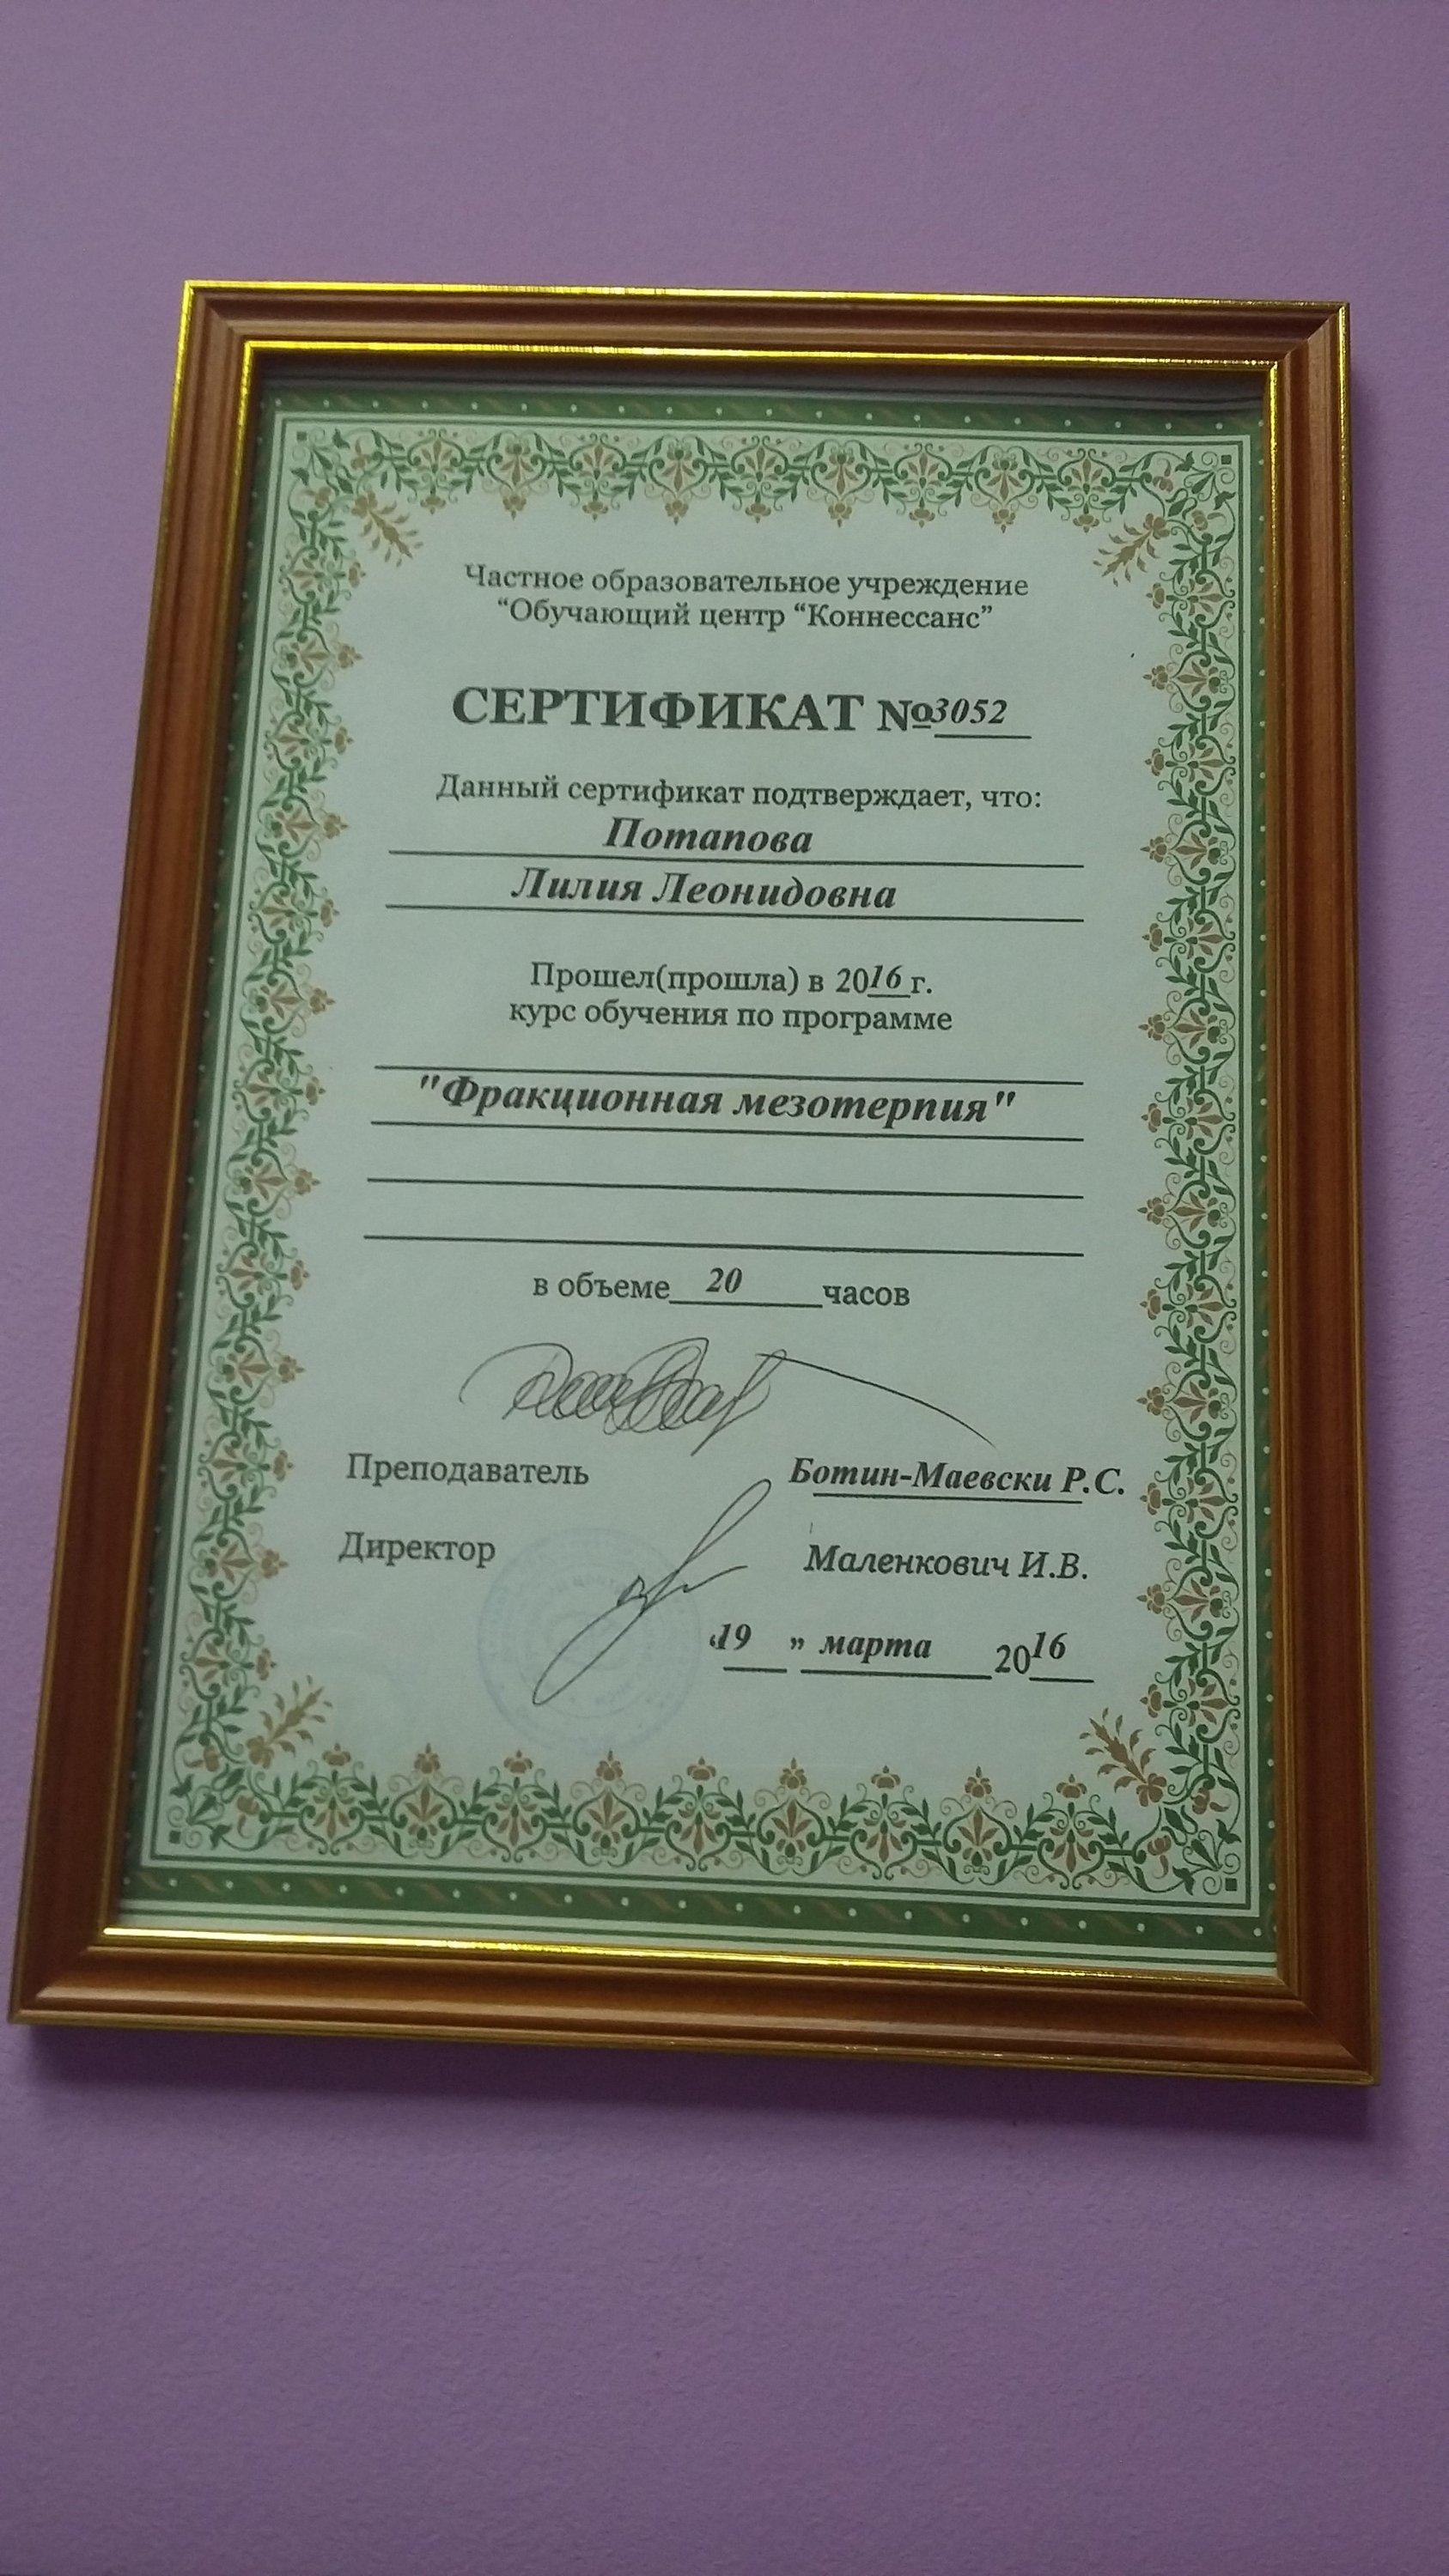 Частное образовательное учреждение
“Обучающий центр “Коннессанс”
СЕРТИФИКАТ №3052
Данный сертификат подтверждает, что:
Потапова
Лилия Леонидовна
Прошел(прошла) в 2016 г.
курс обучения по программе
"Фракционная мезотерпия"
в объеме 20 часов
Преподаватель Ботин-Маевски Р.С.
Директор Маленкович И.В.
“19 ” марта 2016